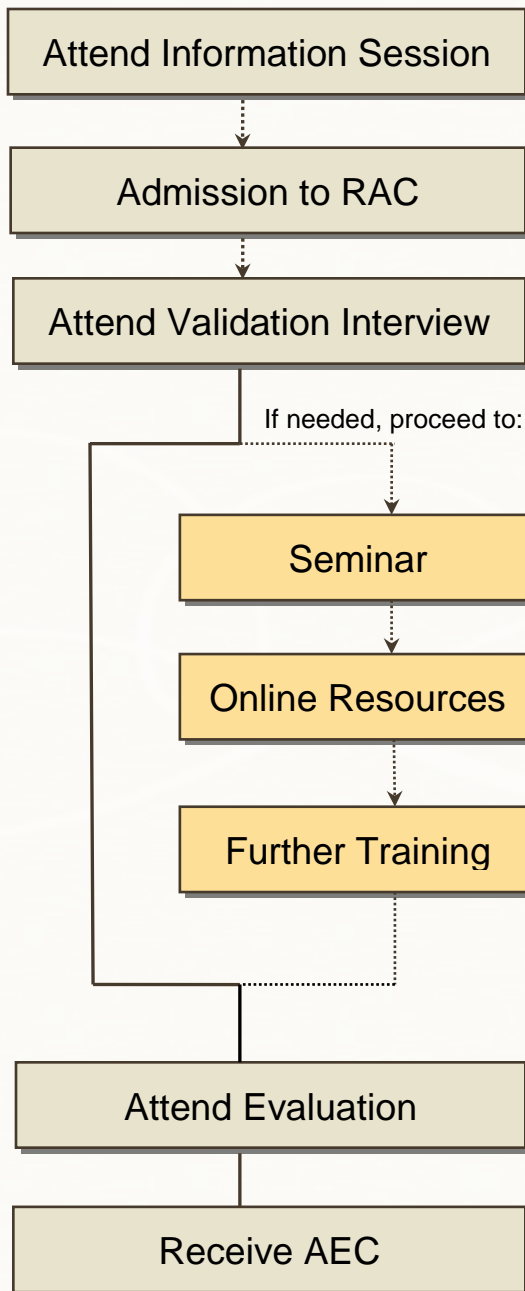 Attend Information Session
Admission to RAC
Attend Validation Interview
If needed, proceed to:
Seminar
Online Resources
Further Training
Attend Evaluation
Receive AEC